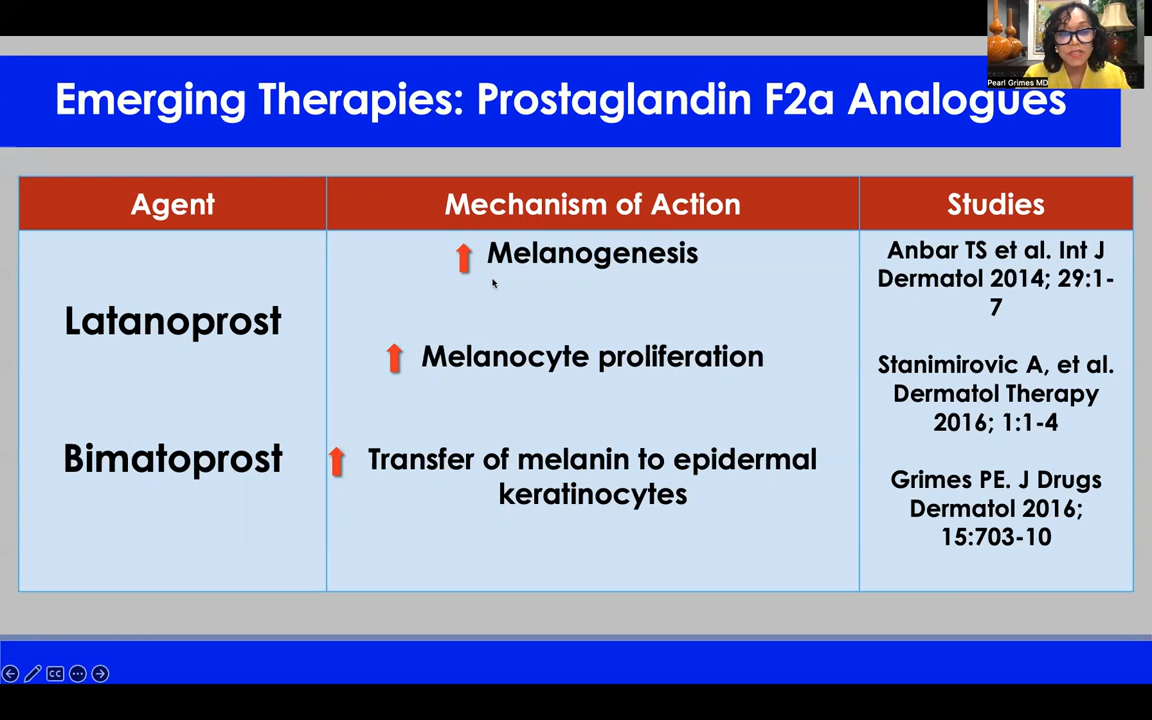 Pearl Grimes MD
Emerging Therapies: Prostaglandin F2a Analogues
Agent
Mechanism of Action
Studies
Latanoprost
Bimatoprost
Melanogenesis
Melanocyte proliferation
Transfer of melanin to epidermal
keratinocytes
Anbar TS et al. Int J
Dermatol 2014; 29:1-
7
Stanimirovic A, et al.
Dermatol Therapy
2016; 1:1-4
Grimes PE. J Drugs
Dermatol 2016;
15:703-10
CC